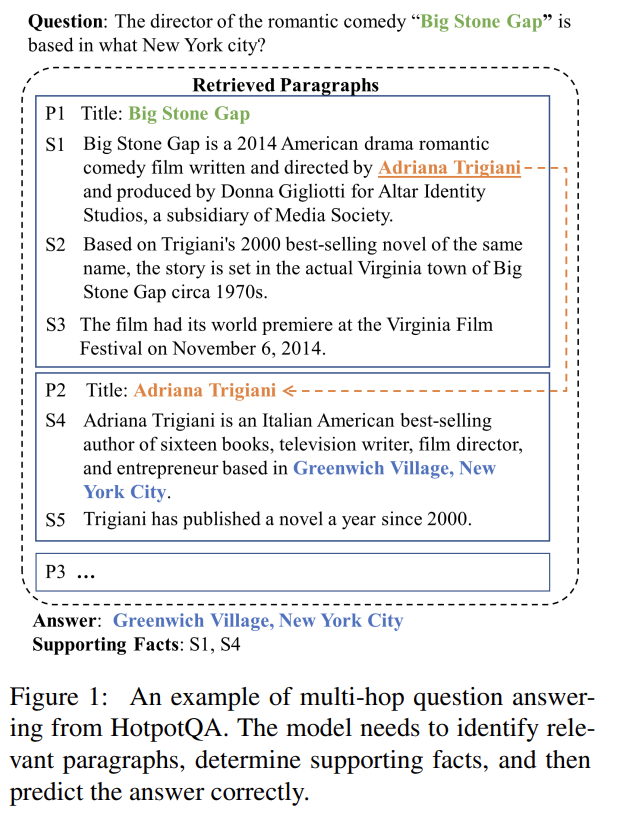 Question: The director of the romantic comedy “Big Stone Gap” is
based in what New York city?
Retrieved Paragraphs
P1 Title: Big Stone Gap
S1 Big Stone Gap is a 2014 American drama romantic
comedy film written and directed by Adriana Trigiani
and produced by Donna Gigliotti for Altar Identity
Studios, a subsidiary of Media Society.
S2 Based on Trigiani's 2000 best-selling novel of the same
name, the story is set in the actual Virginia town of Big
Stone Gap circa 1970s.
S3 The film had its world premiere at the Virginia Film
Festival on November 6, 2014.
P2 Title: Adriana Trigiani
S4 Adriana Trigiani is an Italian American best-selling
author of sixteen books, television writer, film director,
and entrepreneur based in Greenwich Village, New
York City.
S5 Trigiani has published a novel a year since 2000.
P3 ...
Answer: Greenwich Village, New York City
Supporting Facts: S1, S4
Figure 1: An example of multi-hop question answer-
ing from HotpotQA. The model needs to identify rele-
vant paragraphs, determine supporting facts, and then
predict the answer correctly.